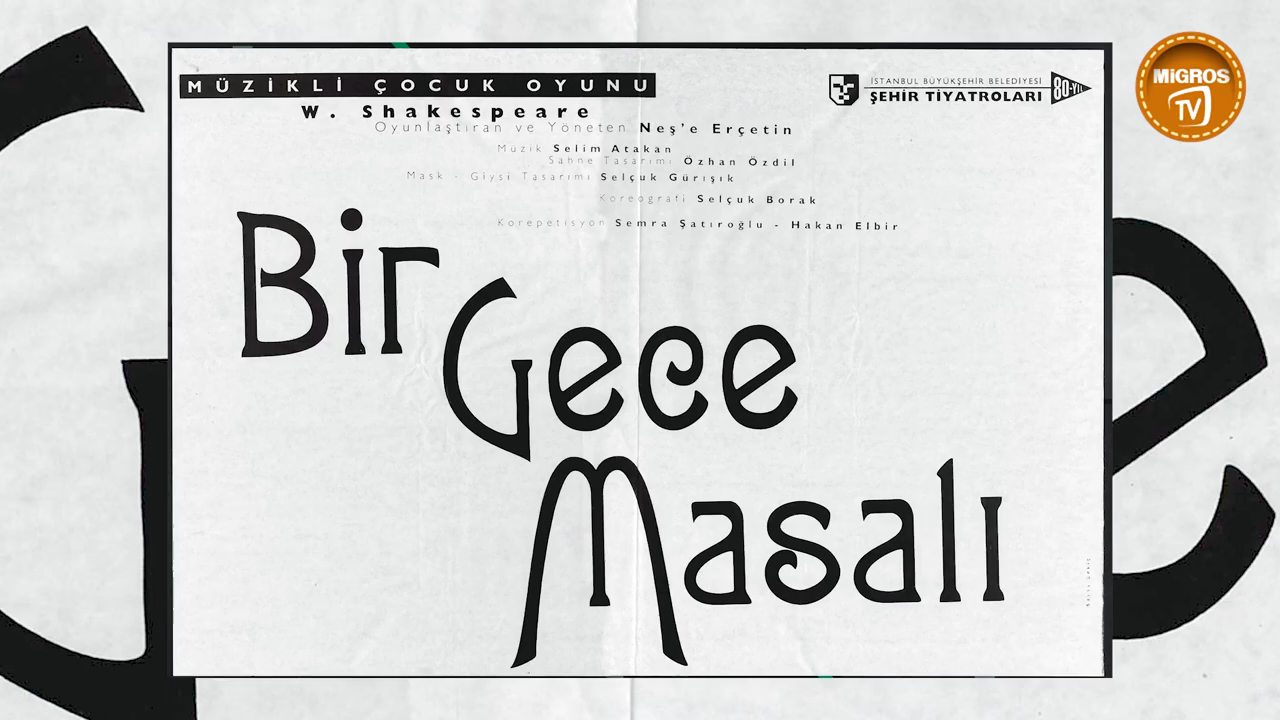 MÜZİKLİ ÇOCUK OYUNU
W. Shakespeare
Oyunlaştıran ve Yöneten Neş'e Erçetin
Müzik Selim Atakan
Sahne Tasarımı Özhan Özdil
Mask - Giysi Tasarımı Selçuk Gürışık
Koreografi Selçuk Borak
Korepetisyon Semra Şatıroğlu - Hakan Elbir
İSTANBUL BÜYÜKŞEHİR BELEDİYESİ
ŞEHİR TİYATROLARI
80.YIL
MiGROS
TV
Bir
Gece
Masalı